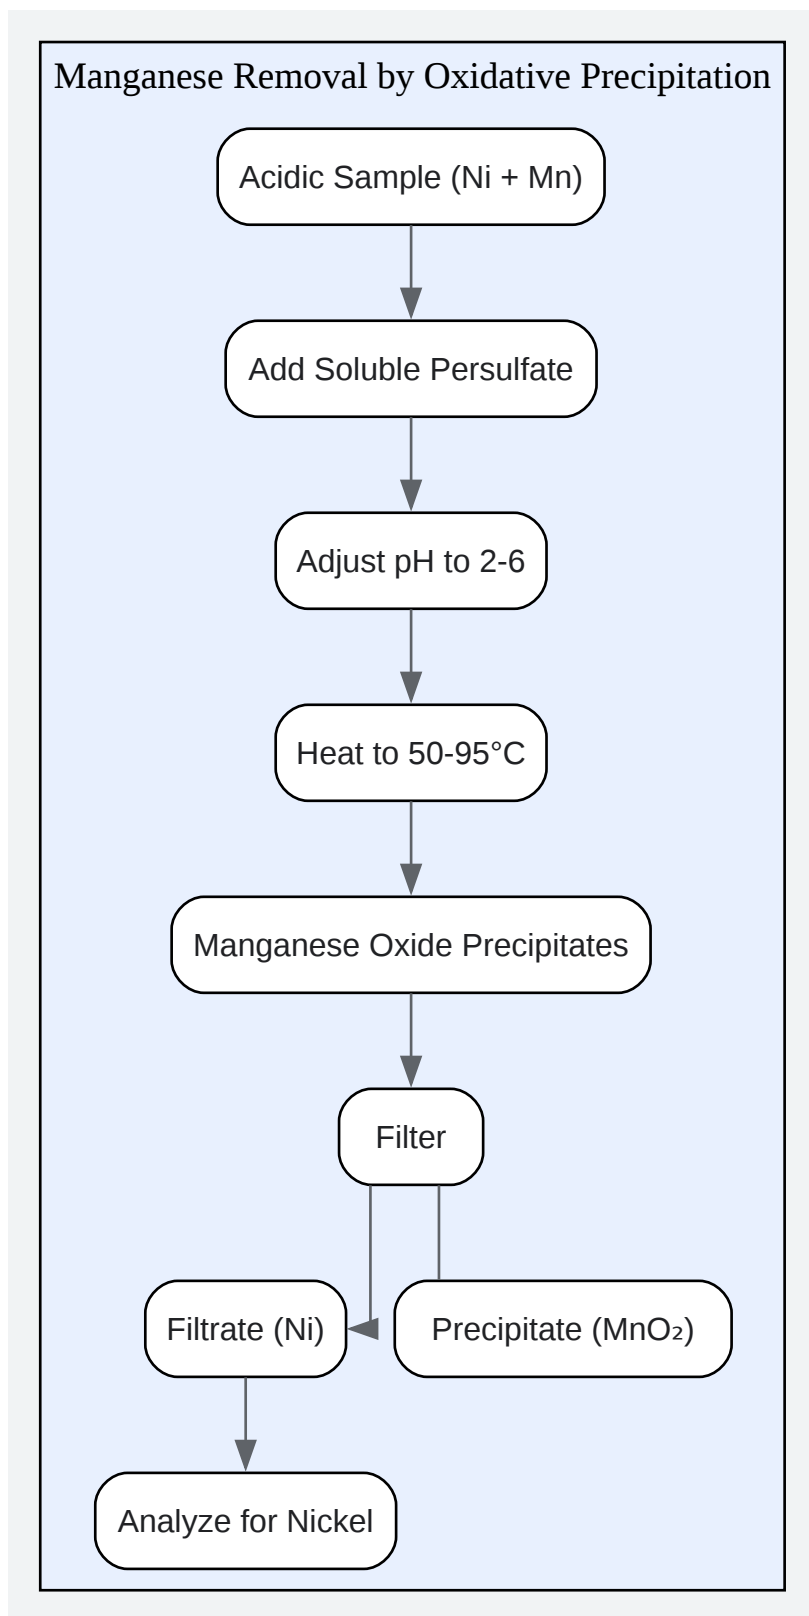 Manganese Removal by Oxidative Precipitation
Acidic Sample (Ni + Mn)
Add Soluble Persulfate
Adjust pH to 2-6
Heat to 50-95°C
Manganese Oxide Precipitates
Filter
Filtrate (Ni)
Precipitate (MnO₂)
Analyze for Nickel